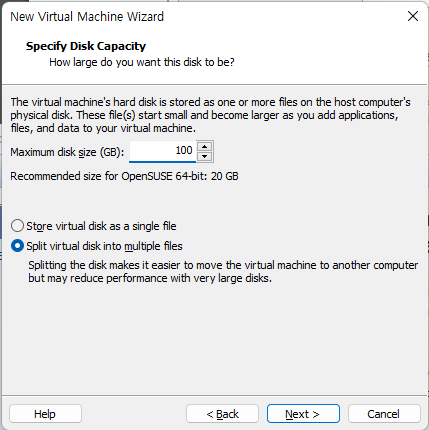 New Virtual Machine Wizard
Specify Disk Capacity
How large do you want this disk to be?
The virtual machine's hard disk is stored as one or more files on the host computer's
physical disk. These file(s) start small and become larger as you add applications,
files, and data to your virtual machine.
Maximum disk size (GB): 100
Recommended size for OpenSUSE 64-bit: 20 GB
Store virtual disk as a single file
Split virtual disk into multiple files
Splitting the disk makes it easier to move the virtual machine to another computer
but may reduce performance with very large disks.
Help < Back Next > Cancel